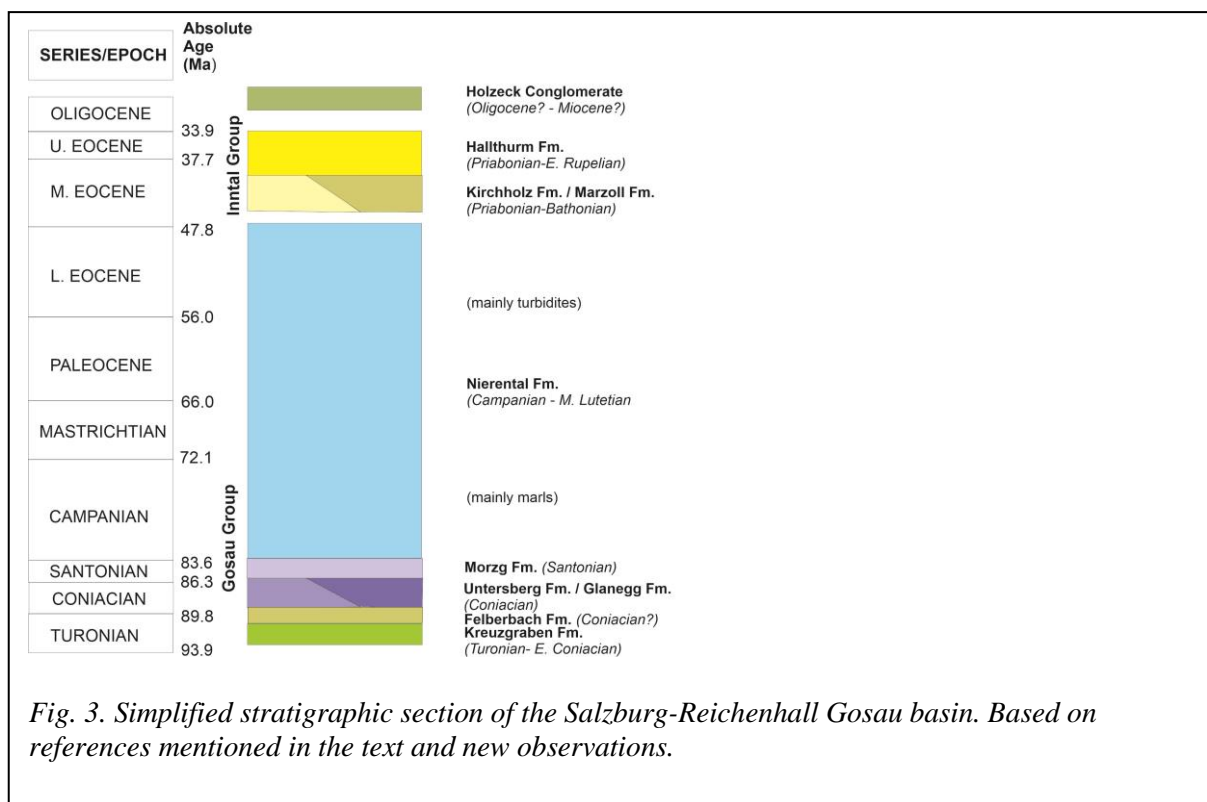 SERIES/EPOCH
Absolute
Age
(Ma)
OLIGOCENE
33.9
U. EOCENE
37.7
M. EOCENE
47.8
L. EOCENE
56.0
PALEOCENE
66.0
MASTRICHTIAN
72.1
CAMPANIAN
83.6
SANTONIAN
86.3
CONIACIAN
89.8
TURONIAN
93.9
Inntal Group
Gosau Group
Holzeck Conglomerate
(Oligocene? - Miocene?)
Hallthurm Fm.
(Priabonian-E. Rupelian)
Kirchholz Fm. / Marzoll Fm.
(Priabonian-Bathonian)
(mainly turbidites)
Nierental Fm.
(Campanian - M. Lutetian
(mainly marls)
Morzg Fm. (Santonian)
Untersberg Fm. / Glanegg Fm.
(Coniacian)
Felberbach Fm. (Coniacian?)
Kreuzgraben Fm.
(Turonian- E. Coniacian)
Fig. 3. Simplified stratigraphic section of the Salzburg-Reichenhall Gosau basin. Based on
references mentioned in the text and new observations.